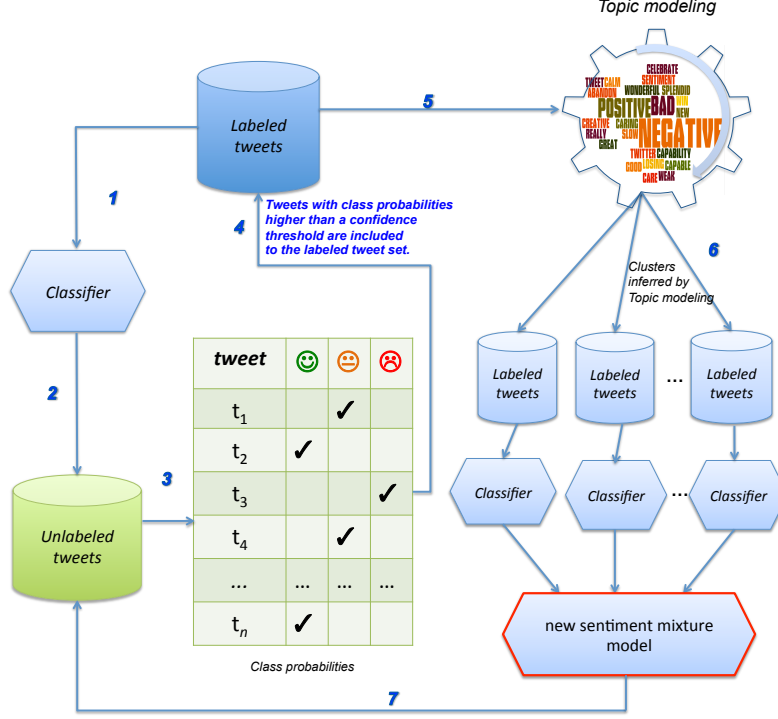 Topic modeling
CELEBRATE
TWEET CALM SENTIMENT
ABANDON WONDERFUL SPLENDID
POSITIVE BAD WIN
NEW
CREATIVE CARING
REALLY SLOW NEGATIVE
GREAT
TWITTER CAPABILITY
GOOD LOSING CAPABLE
CARE WEAK
5
Labeled
tweets
1
4
Tweets with class probabilities
higher than a confidence
threshold are included
to the labeled tweet set.
6
Clusters
inferred by
Topic modeling
Classifier
2
tweet
t1 ✓
t2 ✓
t3 ✓
t4 ✓
... ... ... ...
tn ✓
Class probabilities
3
Unlabeled
tweets
Labeled
tweets
Labeled
tweets
...
Labeled
tweets
Classifier
Classifier
...
Classifier
new sentiment mixture
model
7